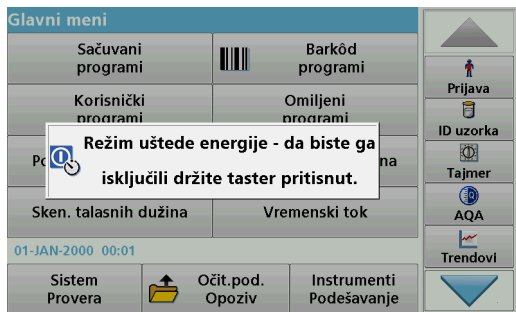 Glavni meni
Sačuvani
programi
Barkôd
programi
Korisnički
programi
Omiljeni
programi
Režim uštede energije - da biste ga
isključili držite taster pritisnut.
Sken. talasnih dužina
Vremenski tok
01-JAN-2000 00:01
Sistem
Provera
Očit.pod.
Opoziv
Instrumenti
Podešavanje
Prijava
ID uzorka
Tajmer
AQA
Trendovi